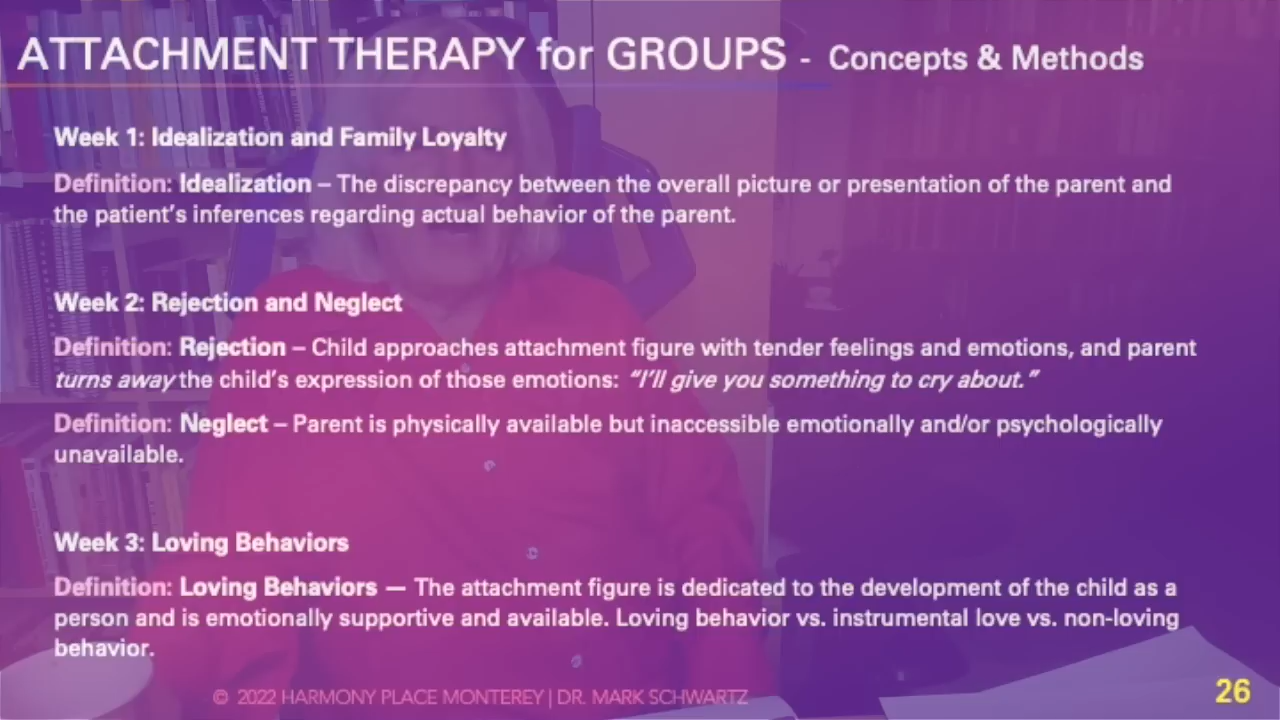 ATTACHMENT THERAPY for GROUPS - Concepts & Methods
Week 1: Idealization and Family Loyalty
Definition: Idealization – The discrepancy between the overall picture or presentation of the parent and
the patient's inferences regarding actual behavior of the parent.
Week 2: Rejection and Neglect
Definition: Rejection – Child approaches attachment figure with tender feelings and emotions, and parent
turns away the child's expression of those emotions: "I'll give you something to cry about."
Definition: Neglect – Parent is physically available but inaccessible emotionally and/or psychologically
unavailable.
Week 3: Loving Behaviors
Definition: Loving Behaviors — The attachment figure is dedicated to the development of the child as a
person and is emotionally supportive and available. Loving behavior vs. instrumental love vs. non-loving
behavior.
© 2022 HARMONY PLACE MONTEREY | DR. MARK SCHWARTZ
26